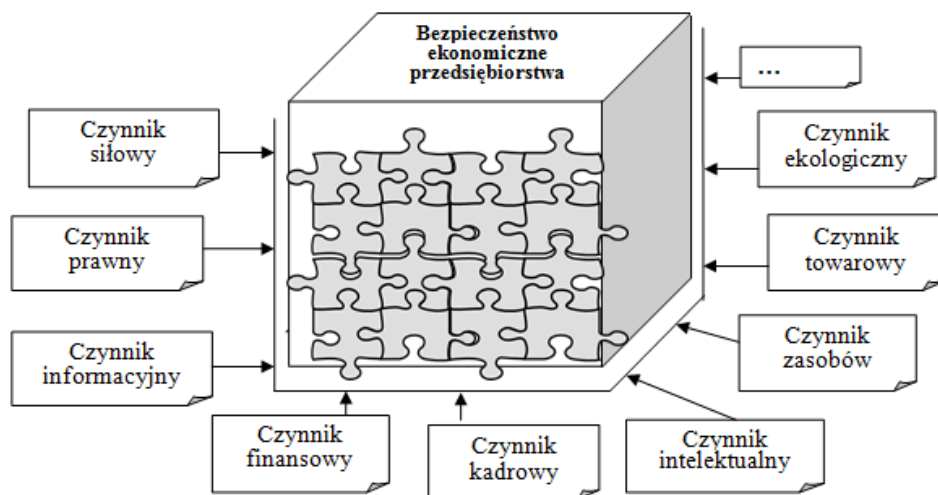 Bezpieczeństwo
ekonomiczne
przedsiębiorstwa
...
Czynnik
siłowy
Czynnik
ekologiczny
Czynnik
prawny
Czynnik
towarowy
Czynnik
informacyjny
Czynnik
zasobów
Czynnik
finansowy
Czynnik
kadrowy
Czynnik
intelektualny